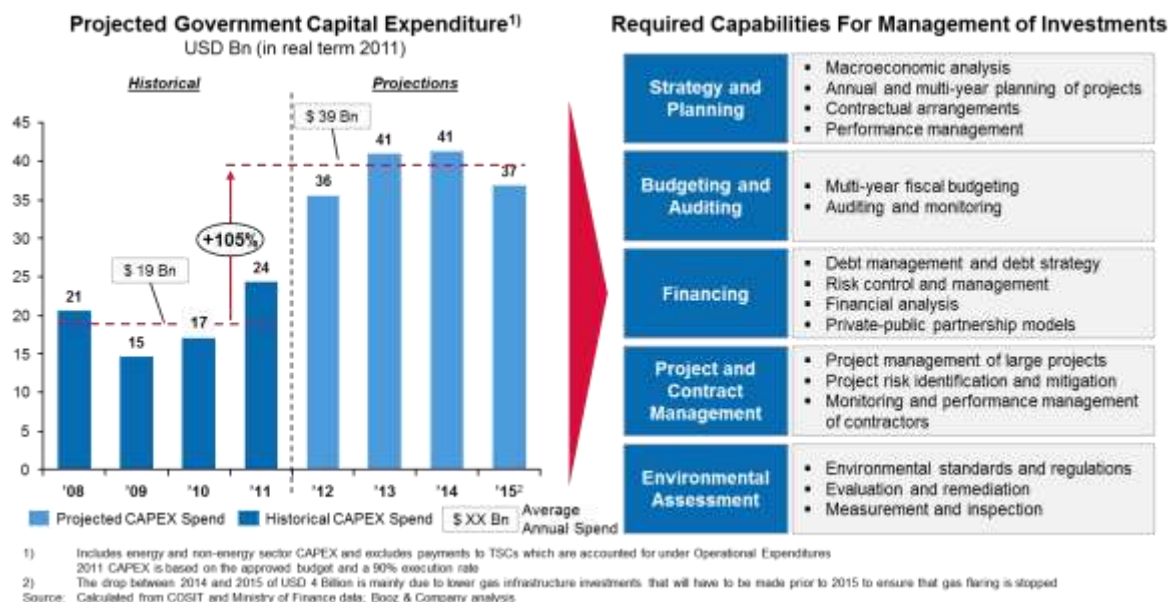 Projected Government Capital Expenditure1)
USD Bn (in real term 2011)
Historical
Projections
$ 39 Bn
$ 19 Bn
+105%
45
40
35
30
25
20
15
10
5
0
21
15
17
24
36
41
41
37
'08
'09
'10
'11
'12
'13
'14
'15²
Projected CAPEX Spend
Historical CAPEX Spend
$ XX Bn
Average
Annual Spend
Required Capabilities For Management of Investments
Strategy and
Planning
▪ Macroeconomic analysis
▪ Annual and multi-year planning of projects
▪ Contractual arrangements
▪ Performance management
Budgeting and
Auditing
▪ Multi-year fiscal budgeting
▪ Auditing and monitoring
Financing
▪ Debt management and debt strategy
▪ Risk control and management
▪ Financial analysis
▪ Private-public partnership models
Project and
Contract
Management
▪ Project management of large projects
▪ Project risk identification and mitigation
▪ Monitoring and performance management
of contractors
Environmental
Assessment
▪ Environmental standards and regulations
▪ Evaluation and remediation
▪ Measurement and inspection
1) Includes energy and non-energy sector CAPEX and excludes payments to TSCs which are accounted for under Operational Expenditures
2011 CAPEX is based on the approved budget and a 90% execution rate
2) The drop between 2014 and 2015 of USD 4 Billion is mainly due to lower gas infrastructure investments that will have to be made prior to 2015 to ensure that gas flaring is stopped
Source: Calculated from COSIT and Ministry of Finance data; Booz & Company analysis